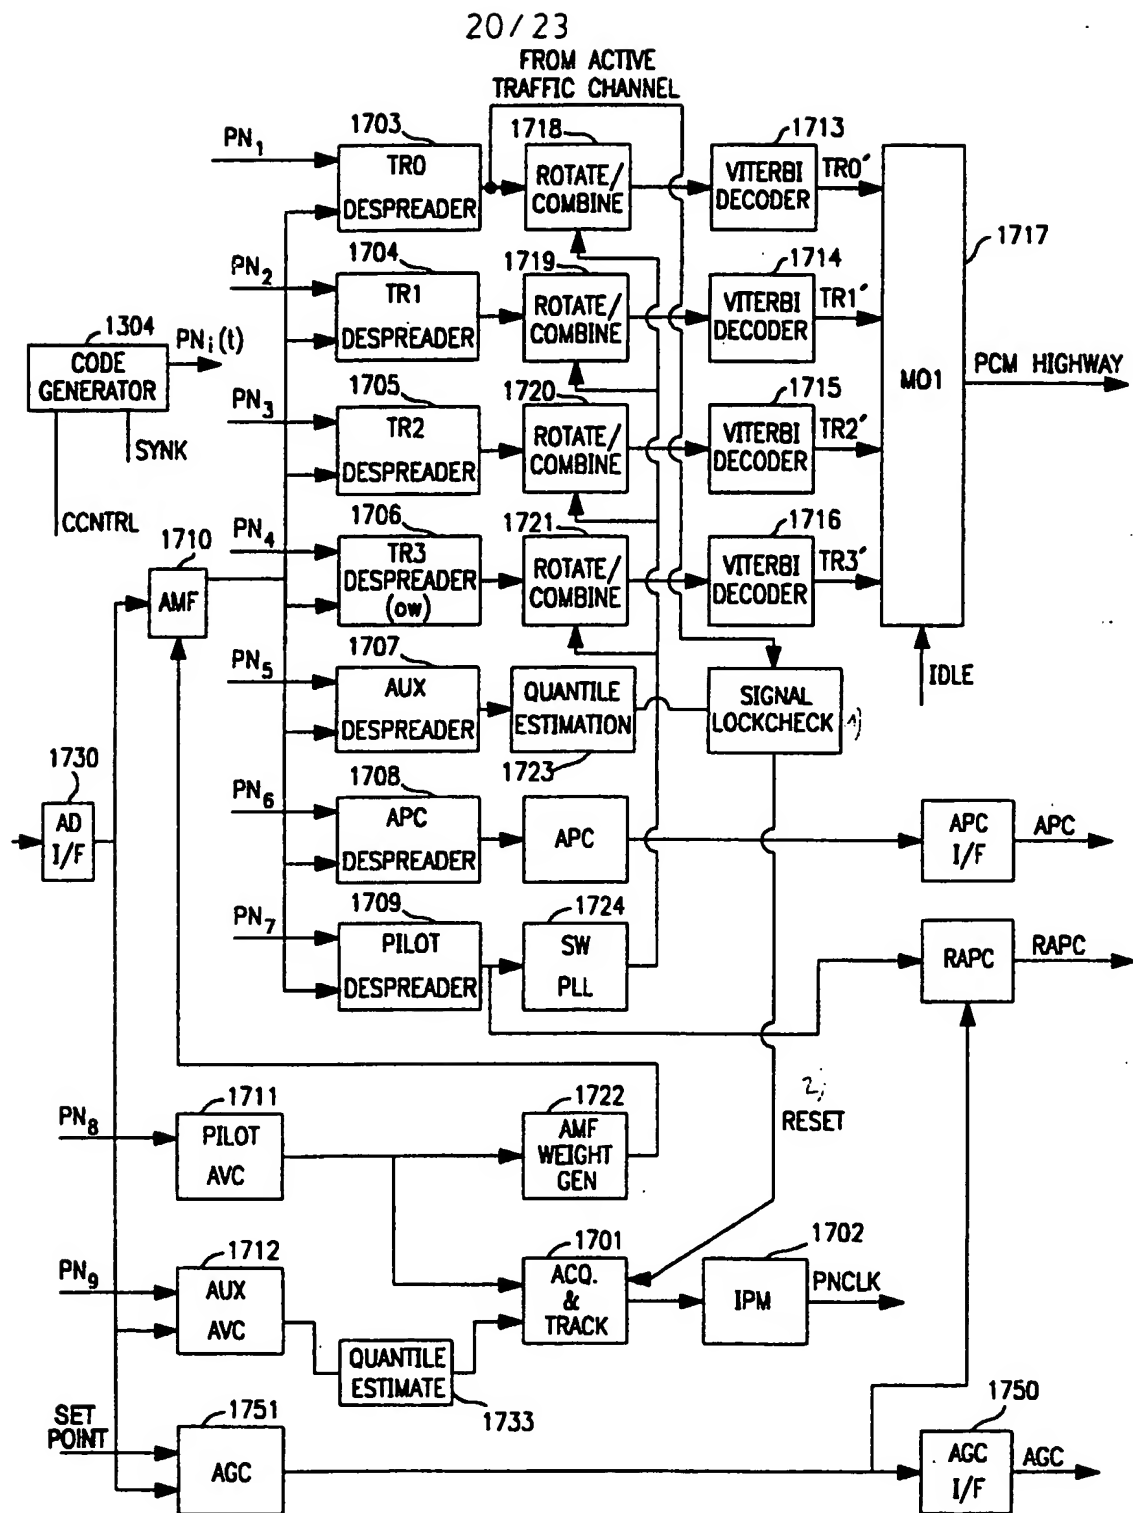 20/23
FROM ACTIVE
TRAFFIC CHANNEL
PN1
1703
TR0
DESPREADER
1718
ROTATE/
COMBINE
1713
VITERBI
DECODER
TR0'
1717
MO1
PCM HIGHWAY
IDLE
PN2
1704
TR1
DESPREADER
1719
ROTATE/
COMBINE
1714
VITERBI
DECODER
TR1'
1304
CODE
GENERATOR
PNi(t)
SYNK
CCNTRL
PN3
1705
TR2
DESPREADER
1720
ROTATE/
COMBINE
1715
VITERBI
DECODER
TR2'
1710
AMF
PN4
1706
TR3
DESPREADER
(OW)
1721
ROTATE/
COMBINE
1716
VITERBI
DECODER
TR3'
PN5
1707
AUX
DESPREADER
QUANTILE
ESTIMATION
1723
SIGNAL
LOCKCHECK
1)
1730
AD
I/F
PN6
1708
APC
DESPREADER
APC
APC
I/F
APC
PN7
1709
PILOT
DESPREADER
1724
SW
PLL
RAPC
RAPC
2)
RESET
PN8
1711
PILOT
AVC
1722
AMF
WEIGHT
GEN
PN9
1712
AUX
AVC
QUANTILE
ESTIMATE
1733
1701
ACQ.
&
TRACK
1702
IPM
PNCLK
SET
POINT
1751
AGC
1750
AGC
I/F
AGC